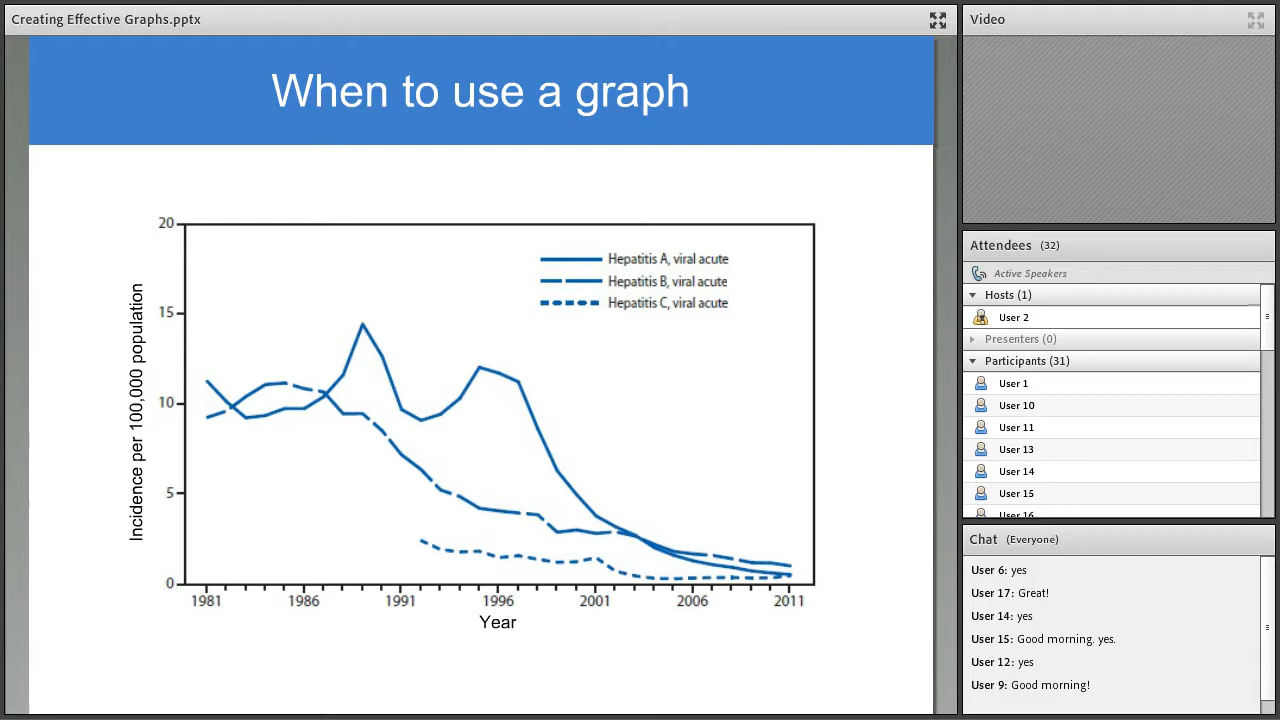 Creating Effective Graphs.pptx
When to use a graph
20
15
10
5
0
Incidence per 100,000 population
Hepatitis A, viral acute
Hepatitis B, viral acute
Hepatitis C, viral acute
1981 1986 1991 1996 2001 2006 2011
Year
Video
Attendees (32)
Active Speakers
Hosts (1)
User 2
Presenters (0)
Participants (31)
User 1
User 10
User 11
User 13
User 14
User 15
User 16
Chat (Everyone)
User 6: yes
User 17: Great!
User 14: yes
User 15: Good morning. yes.
User 12: yes
User 9: Good morning!